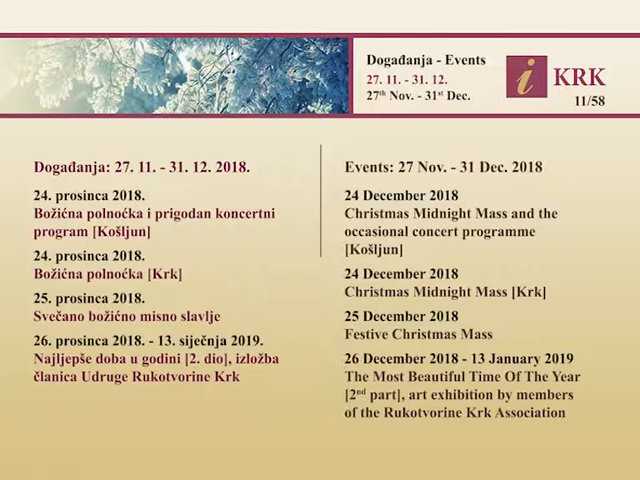 Događanja - Events
27. 11. - 31. 12.
27th Nov. - 31st Dec.
i KRK
11/58
Događanja: 27. 11. - 31. 12. 2018.
24. prosinca 2018.
Božićna polnoćka i prigodan koncertni
program [Košljun]
24. prosinca 2018.
Božićna polnoćka [Krk]
25. prosinca 2018.
Svečano božićno misno slavlje
26. prosinca 2018. - 13. siječnja 2019.
Najljepše doba u godini [2. dio], izložba
članica Udruge Rukotvorine Krk
Events: 27 Nov. - 31 Dec. 2018
24 December 2018
Christmas Midnight Mass and the
occasional concert programme
[Košljun]
24 December 2018
Christmas Midnight Mass [Krk]
25 December 2018
Festive Christmas Mass
26 December 2018 - 13 January 2019
The Most Beautiful Time Of The Year
[2nd part], art exhibition by members
of the Rukotvorine Krk Association